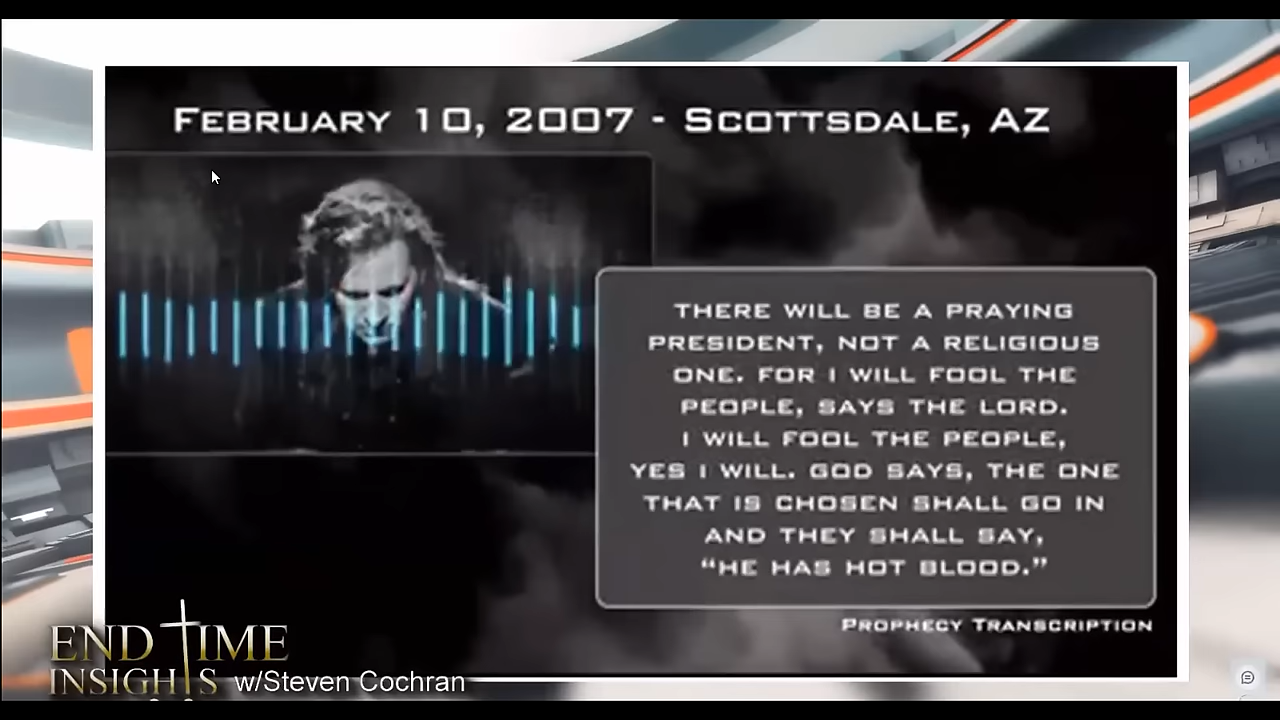 FEBRUARY 10, 2007 - SCOTTSDALE, AZ
THERE WILL BE A PRAYING
PRESIDENT, NOT A RELIGIOUS
ONE. FOR I WILL FOOL THE
PEOPLE, SAYS THE LORD.
I WILL FOOL THE PEOPLE,
YES I WILL. GOD SAYS, THE ONE
THAT IS CHOSEN SHALL GO IN
AND THEY SHALL SAY,
“HE HAS HOT BLOOD.”
PROPHECY TRANSCRIPTION
END TIME
INSIGHTS w/Steven Cochran